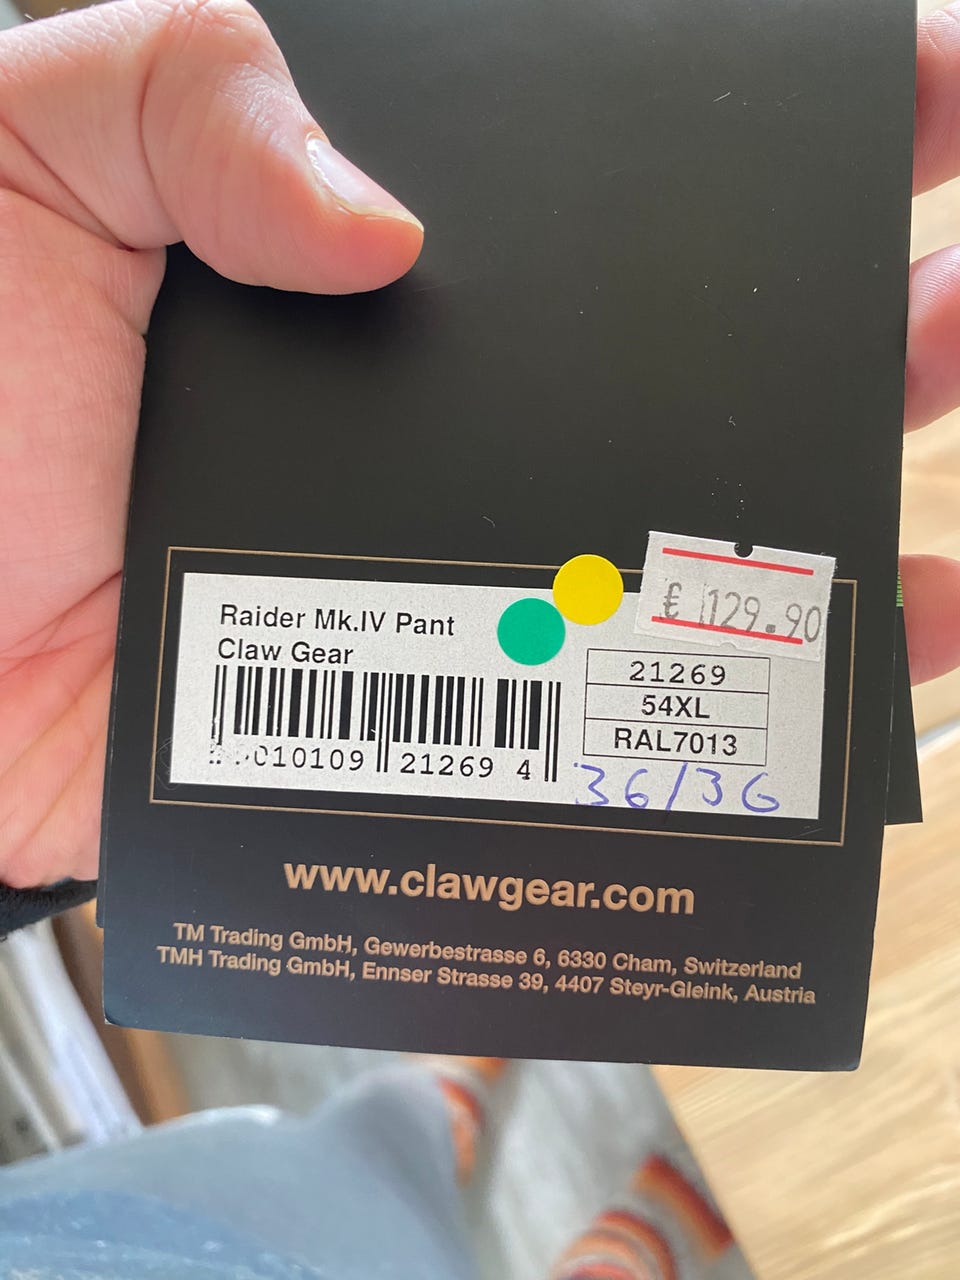 € 129.90
Raider Mk.IV Pant
Claw Gear
21269
54XL
RAL7013
010109 21269 4
36/36
www.clawgear.com
TM Trading GmbH, Gewerbestrasse 6, 6330 Cham, Switzerland
TMH Trading GmbH, Ennser Strasse 39, 4407 Steyr-Gleink, Austria